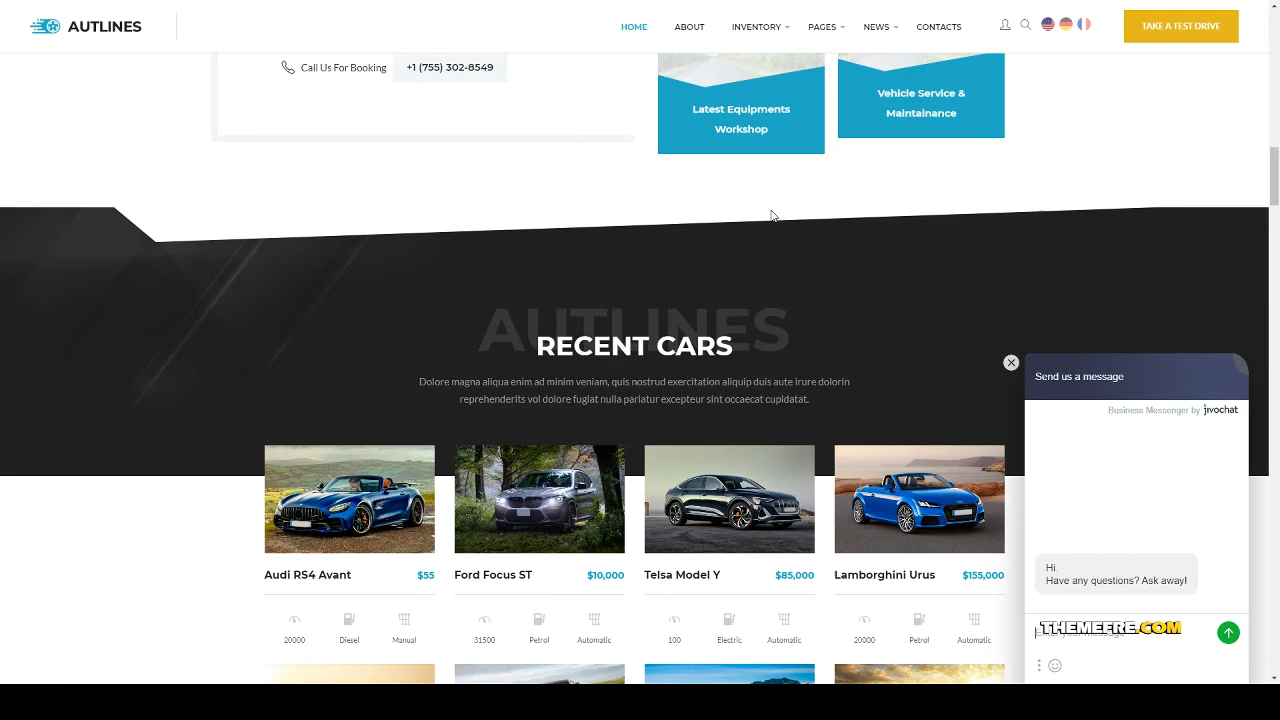 AUTLINES
HOME
ABOUT
INVENTORY
PAGES
NEWS
CONTACTS
TAKE A TEST DRIVE
Call Us For Booking
+1 (755) 302-8549
Latest Equipments
Workshop
Vehicle Service &
Maintainance
AUTLINES
RECENT CARS
Dolore magna aliqua enim ad minim veniam, quis nostrud exercitation aliquip duis aute irure dolorin
reprehenderits vol dolore fugiat nulla pariatur excepteur sint occaecat cupidatat.
Audi RS4 Avant
$55
Ford Focus ST
$10,000
Telsa Model Y
$85,000
Lamborghini Urus
$155,000
20000
Diesel
Manual
31500
Petrol
Automatic
100
Electric
Automatic
20000
Petrol
Automatic
Send us a message
Business Messenger by jivochat
Hi.
Have any questions? Ask away!
THEMEFRE.COM